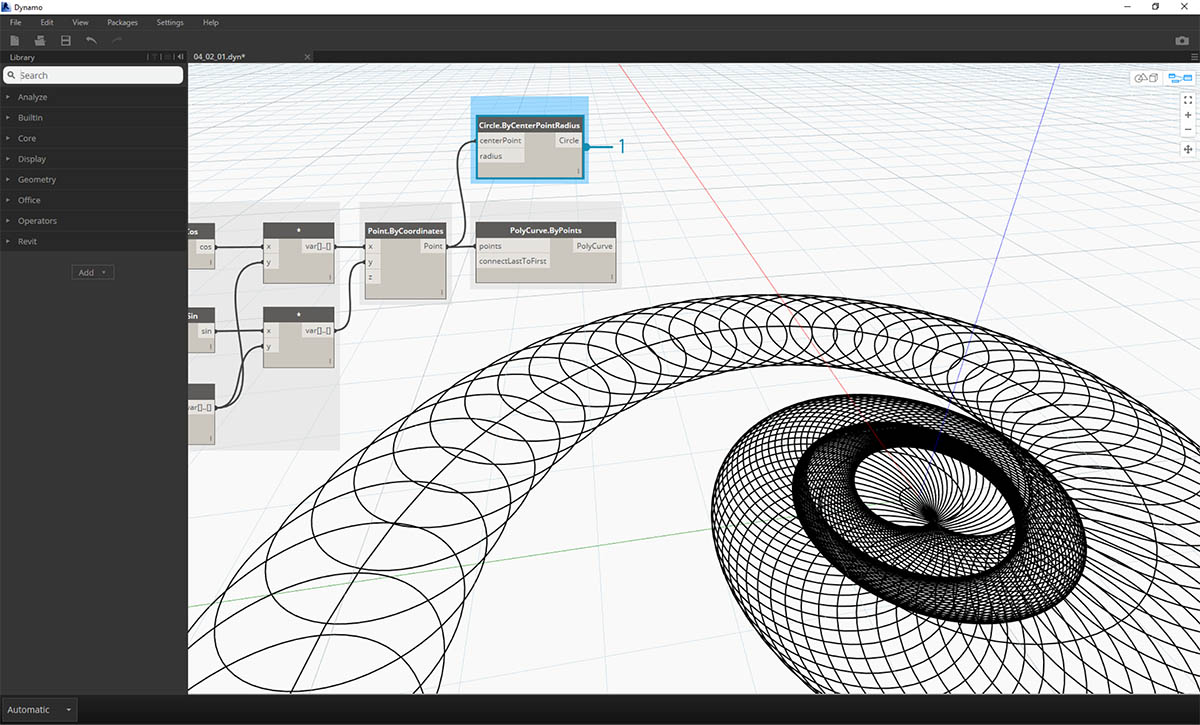 Dynamo
File Edit View Packages Settings Help
Library
04_02_01.dyn*
Search
Analyze
BuiltIn
Core
Display
Geometry
Office
Operators
Revit
Add
Circle.ByCenterPointRadius
centerPoint Circle
radius
1
Cos
cos
*
x var[]..[]
y
Point.ByCoordinates
x Point
y
z
PolyCurve.ByPoints
points PolyCurve
connectLastToFirst
Sin
sin
*
x var[]..[]
y
var[]..[]
Automatic